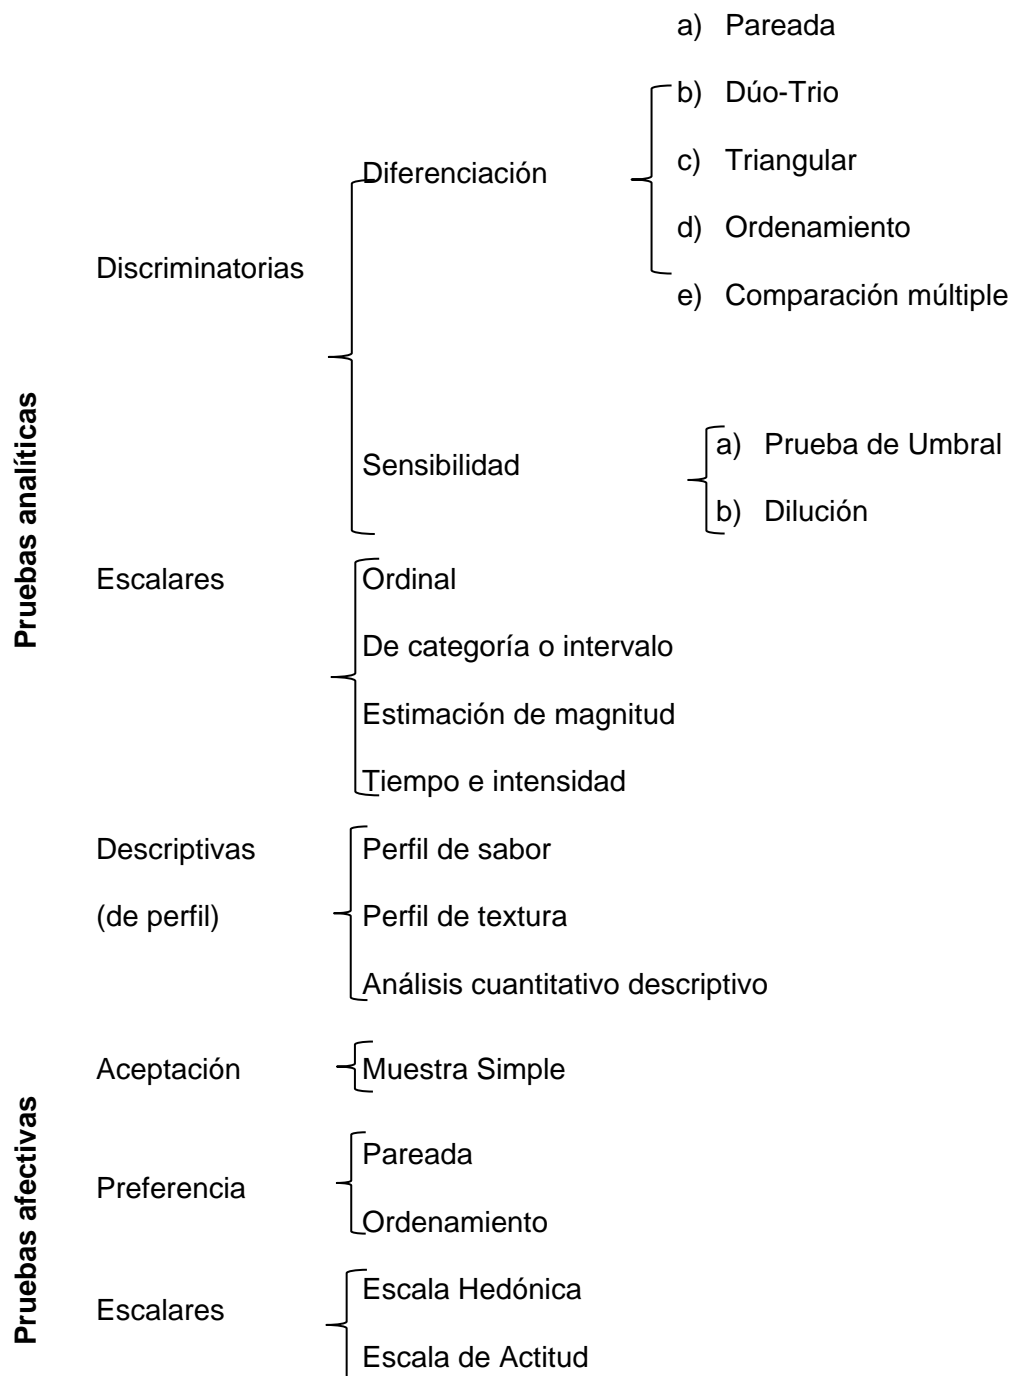 Pruebas analíticas
Discriminatorias
Diferenciación
a) Pareada
b) Dúo-Trio
c) Triangular
d) Ordenamiento
e) Comparación múltiple
Sensibilidad
a) Prueba de Umbral
b) Dilución
Escalares
Ordinal
De categoría o intervalo
Estimación de magnitud
Tiempo e intensidad
Descriptivas
(de perfil)
Perfil de sabor
Perfil de textura
Análisis cuantitativo descriptivo
Pruebas afectivas
Aceptación
Muestra Simple
Preferencia
Pareada
Ordenamiento
Escalares
Escala Hedónica
Escala de Actitud